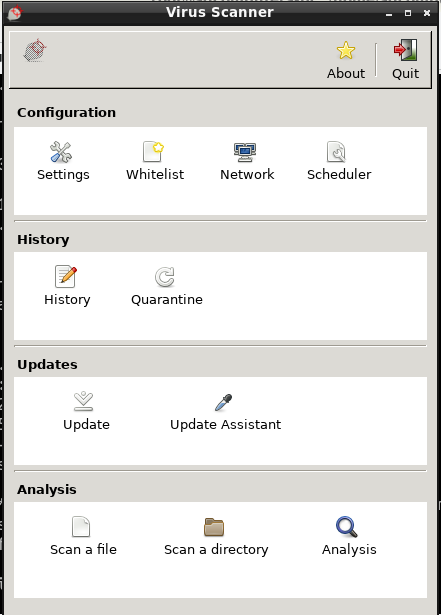 Virus Scanner
About Quit
Configuration
Settings Whitelist Network Scheduler
History
History Quarantine
Updates
Update Update Assistant
Analysis
Scan a file Scan a directory Analysis